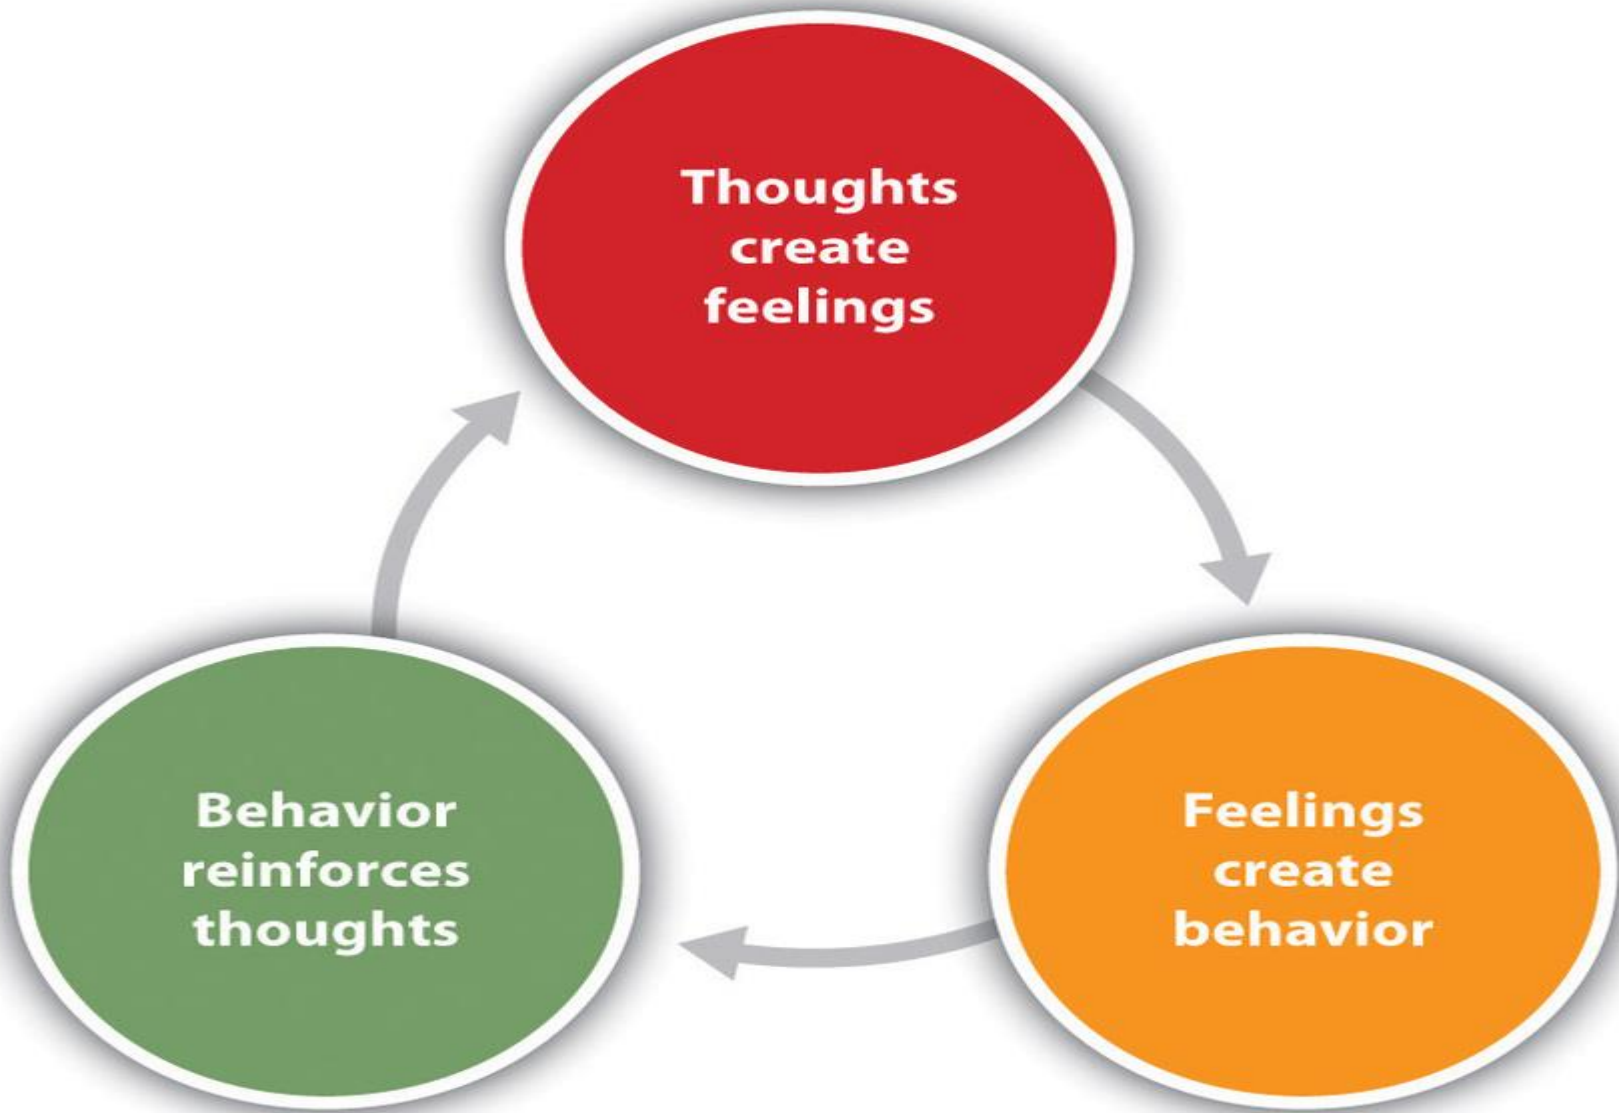 Thoughts
create
feelings
Feelings
create
behavior
Behavior
reinforces
thoughts